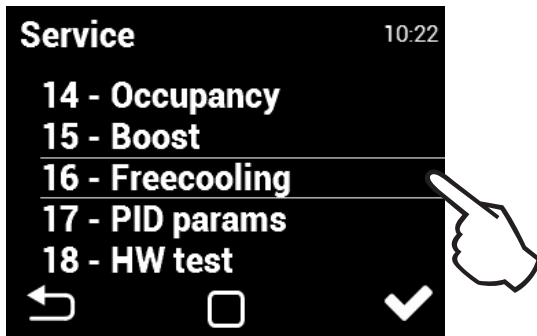 Service
10:22
14 - Occupancy
15 - Boost
16 - Freecooling
17 - PID params
18 - HW test